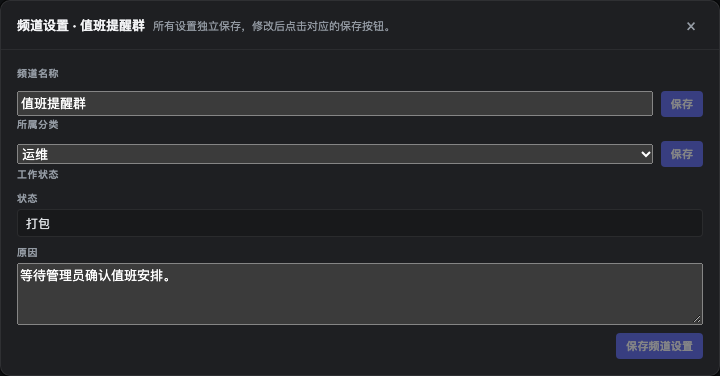 频道设置 · 值班提醒群 所有设置独立保存，修改后点击对应的保存按钮。 ×
频道名称
值班提醒群 保存
所属分类
运维 保存
工作状态
状态
打包
原因
等待管理员确认值班安排。
保存频道设置